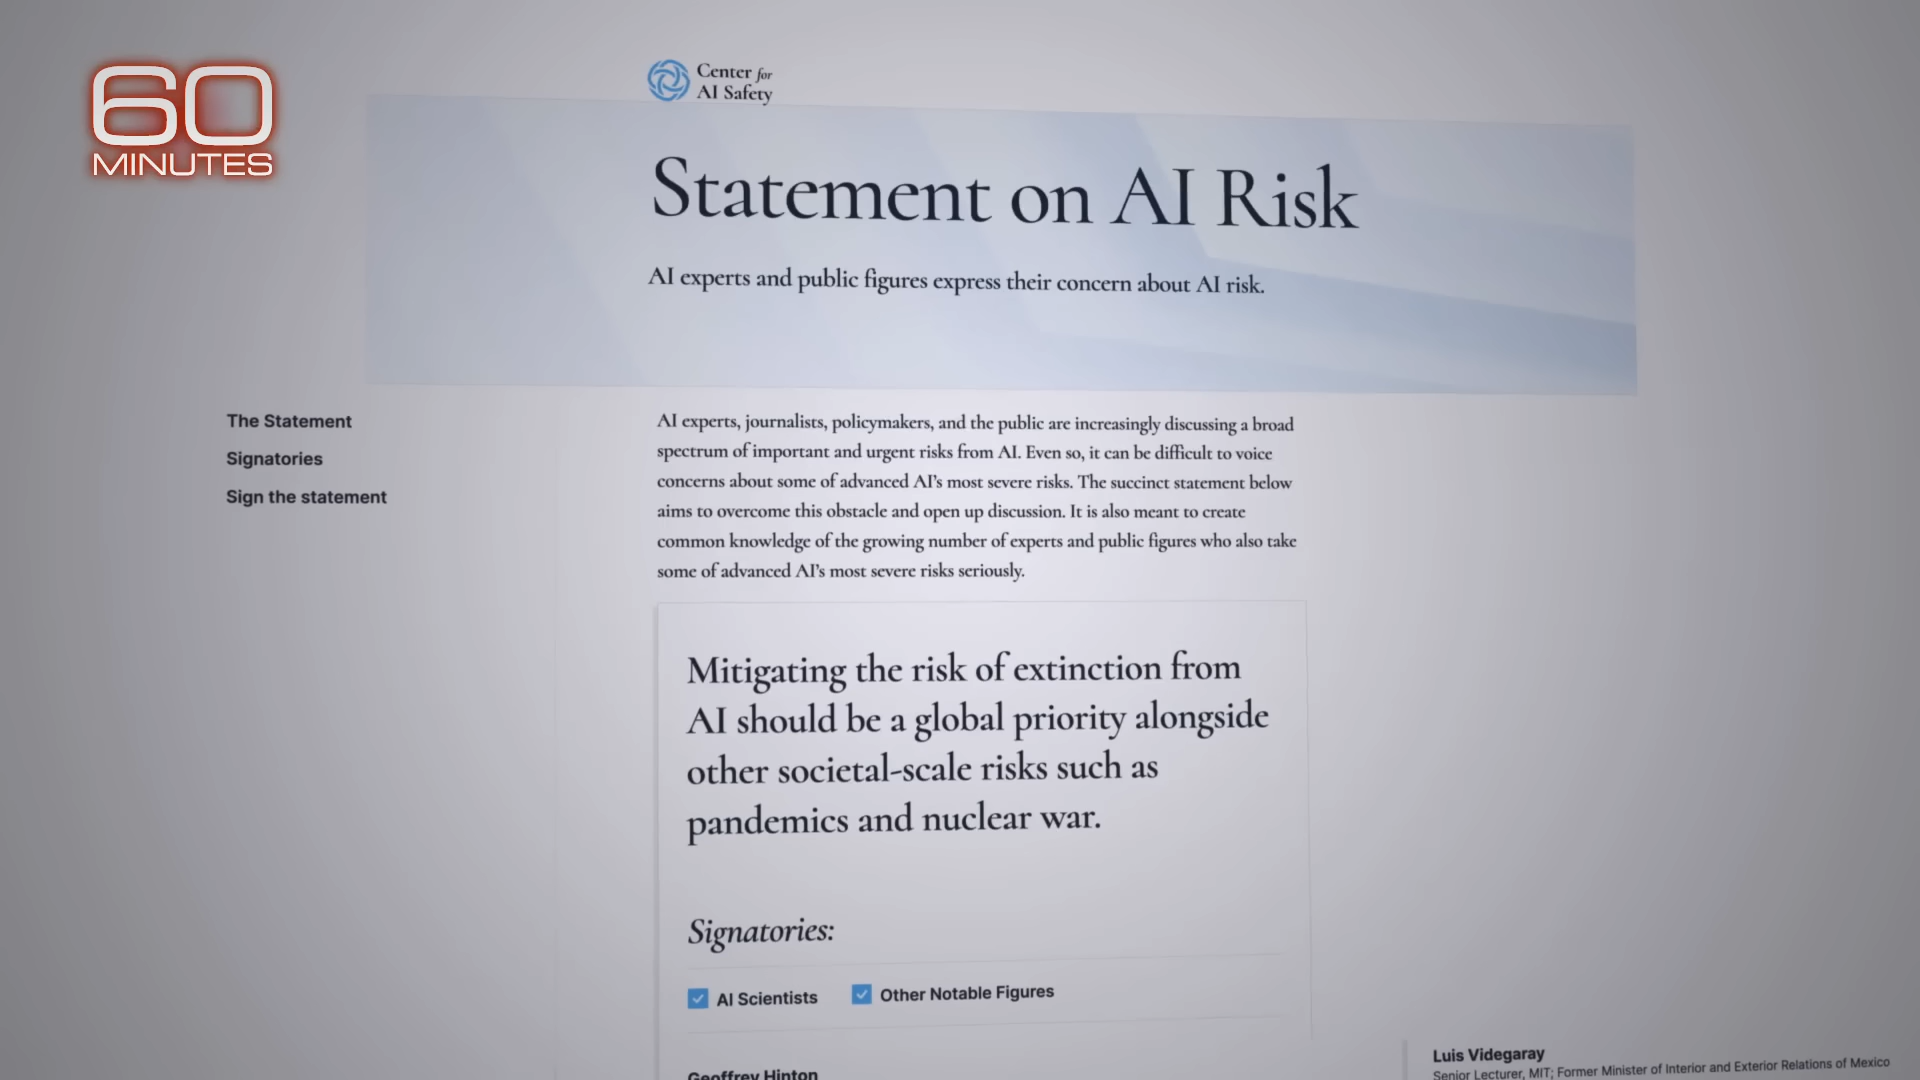 60
MINUTES
Center for
AI Safety
Statement on AI Risk
AI experts and public figures express their concern about AI risk.
The Statement
Signatories
Sign the statement
AI experts, journalists, policymakers, and the public are increasingly discussing a broad
spectrum of important and urgent risks from AI. Even so, it can be difficult to voice
concerns about some of advanced AI's most severe risks. The succinct statement below
aims to overcome this obstacle and open up discussion. It is also meant to create
common knowledge of the growing number of experts and public figures who also take
some of advanced AI's most severe risks seriously.
Mitigating the risk of extinction from
AI should be a global priority alongside
other societal-scale risks such as
pandemics and nuclear war.
Signatories:
AI Scientists
Other Notable Figures
Geoffrey Hinton
Luis Videgaray
Senior Lecturer, MIT; Former Minister of Interior and Exterior Relations of Mexico